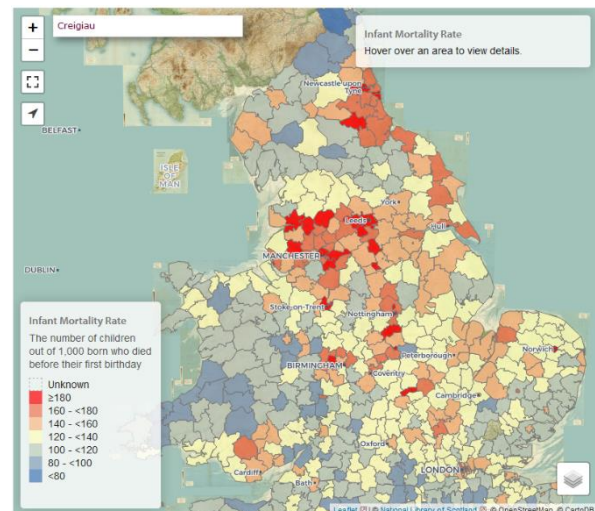 +
Creigiau
−
Infant Mortality Rate
Hover over an area to view details.
Newcastle upon
Tyne
BELFAST
ISLE
OF
MAN
York
Leeds
Hull
MANCHESTER
DUBLIN
Stoke-on-Trent
Nottingham
Infant Mortality Rate
The number of children
out of 1,000 born who died
before their first birthday
Unknown
≥180
160 - <180
140 - <160
120 - <140
100 - <120
80 - <100
<80
Norwich
Peterborough
BIRMINGHAM
Coventry
Cambridge
Oxford
Cardiff
LONDON
Bath
Leaflet | © National Library of Scotland © OpenStreetMap, © CartoDB